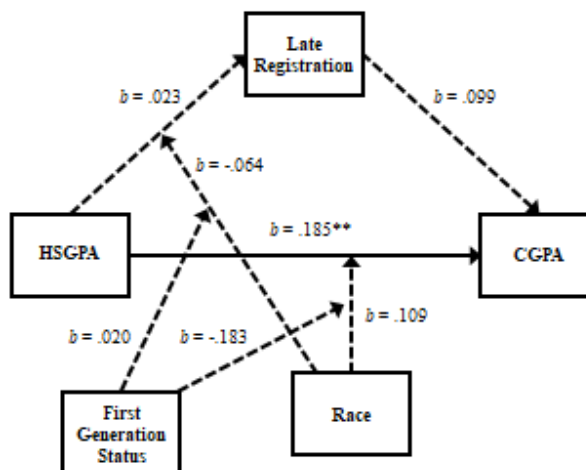 Late
Registration
b = .023
b = .099
b = -.064
HSGPA
b = .185**
CGPA
b = .020
b = -.183
b = .109
First
Generation
Status
Race